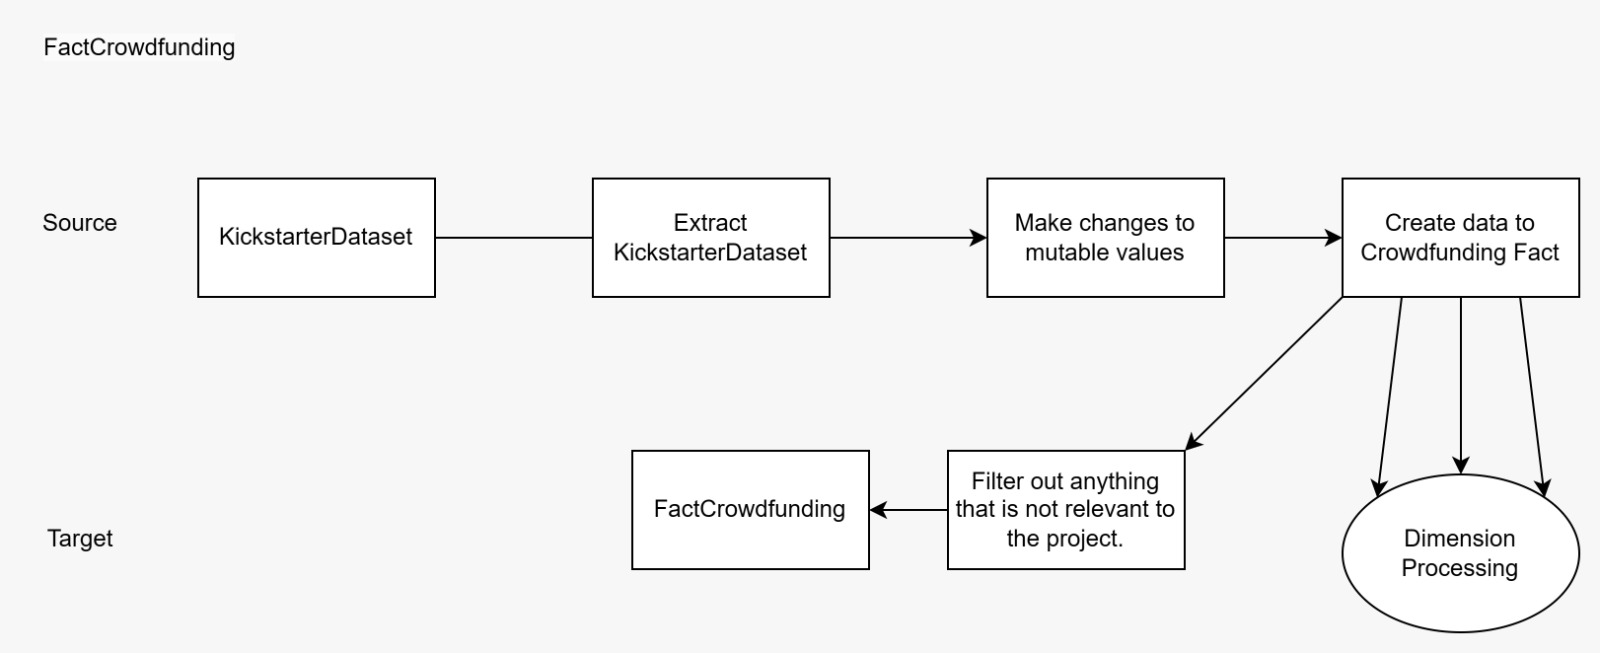 FactCrowdfunding
Source
KickstarterDataset
Extract
KickstarterDataset
Make changes to
mutable values
Create data to
Crowdfunding Fact
Target
FactCrowdfunding
Filter out anything
that is not relevant to
the project.
Dimension
Processing